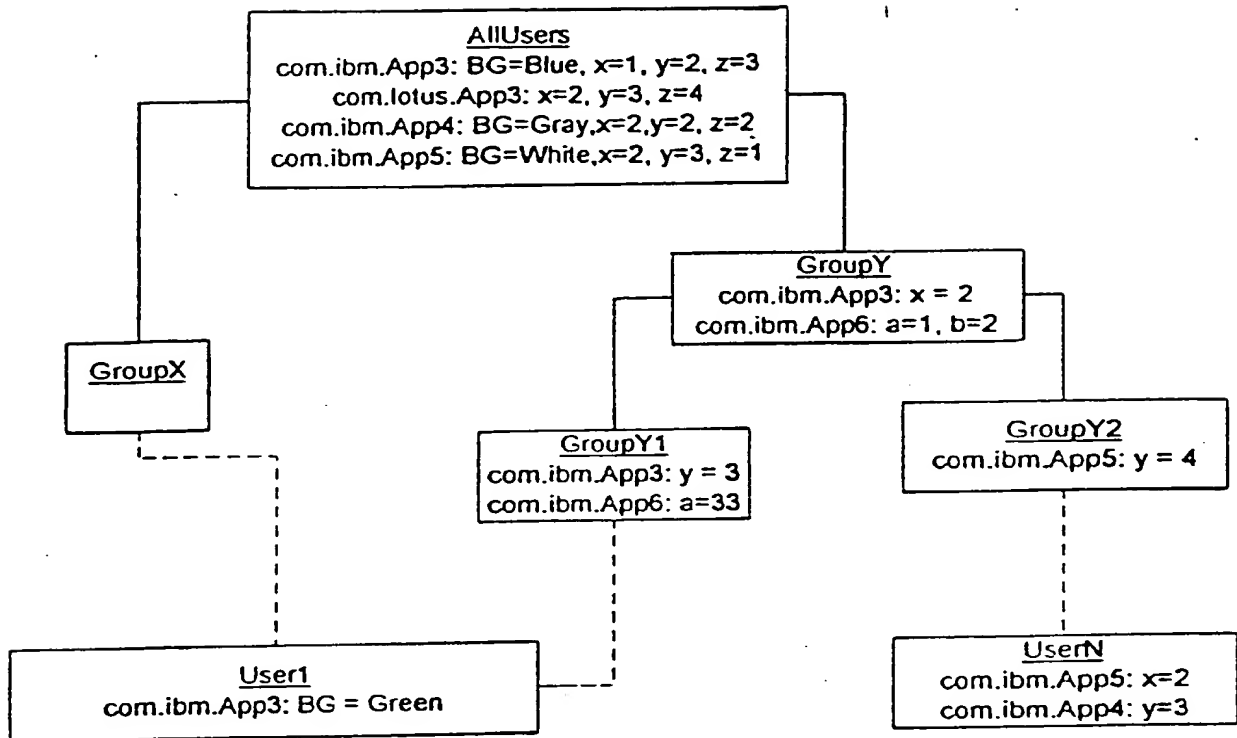 AllUsers
com.ibm.App3: BG=Blue, x=1, y=2, z=3
com.lotus.App3: x=2, y=3, z=4
com.ibm.App4: BG=Gray,x=2,y=2, z=2
com.ibm.App5: BG=White,x=2, y=3, z=1
GroupY
com.ibm.App3: x = 2
com.ibm.App6: a=1, b=2
GroupX
GroupY1
com.ibm.App3: y = 3
com.ibm.App6: a=33
GroupY2
com.ibm.App5: y = 4
User1
com.ibm.App3: BG = Green
UserN
com.ibm.App5: x=2
com.ibm.App4: y=3